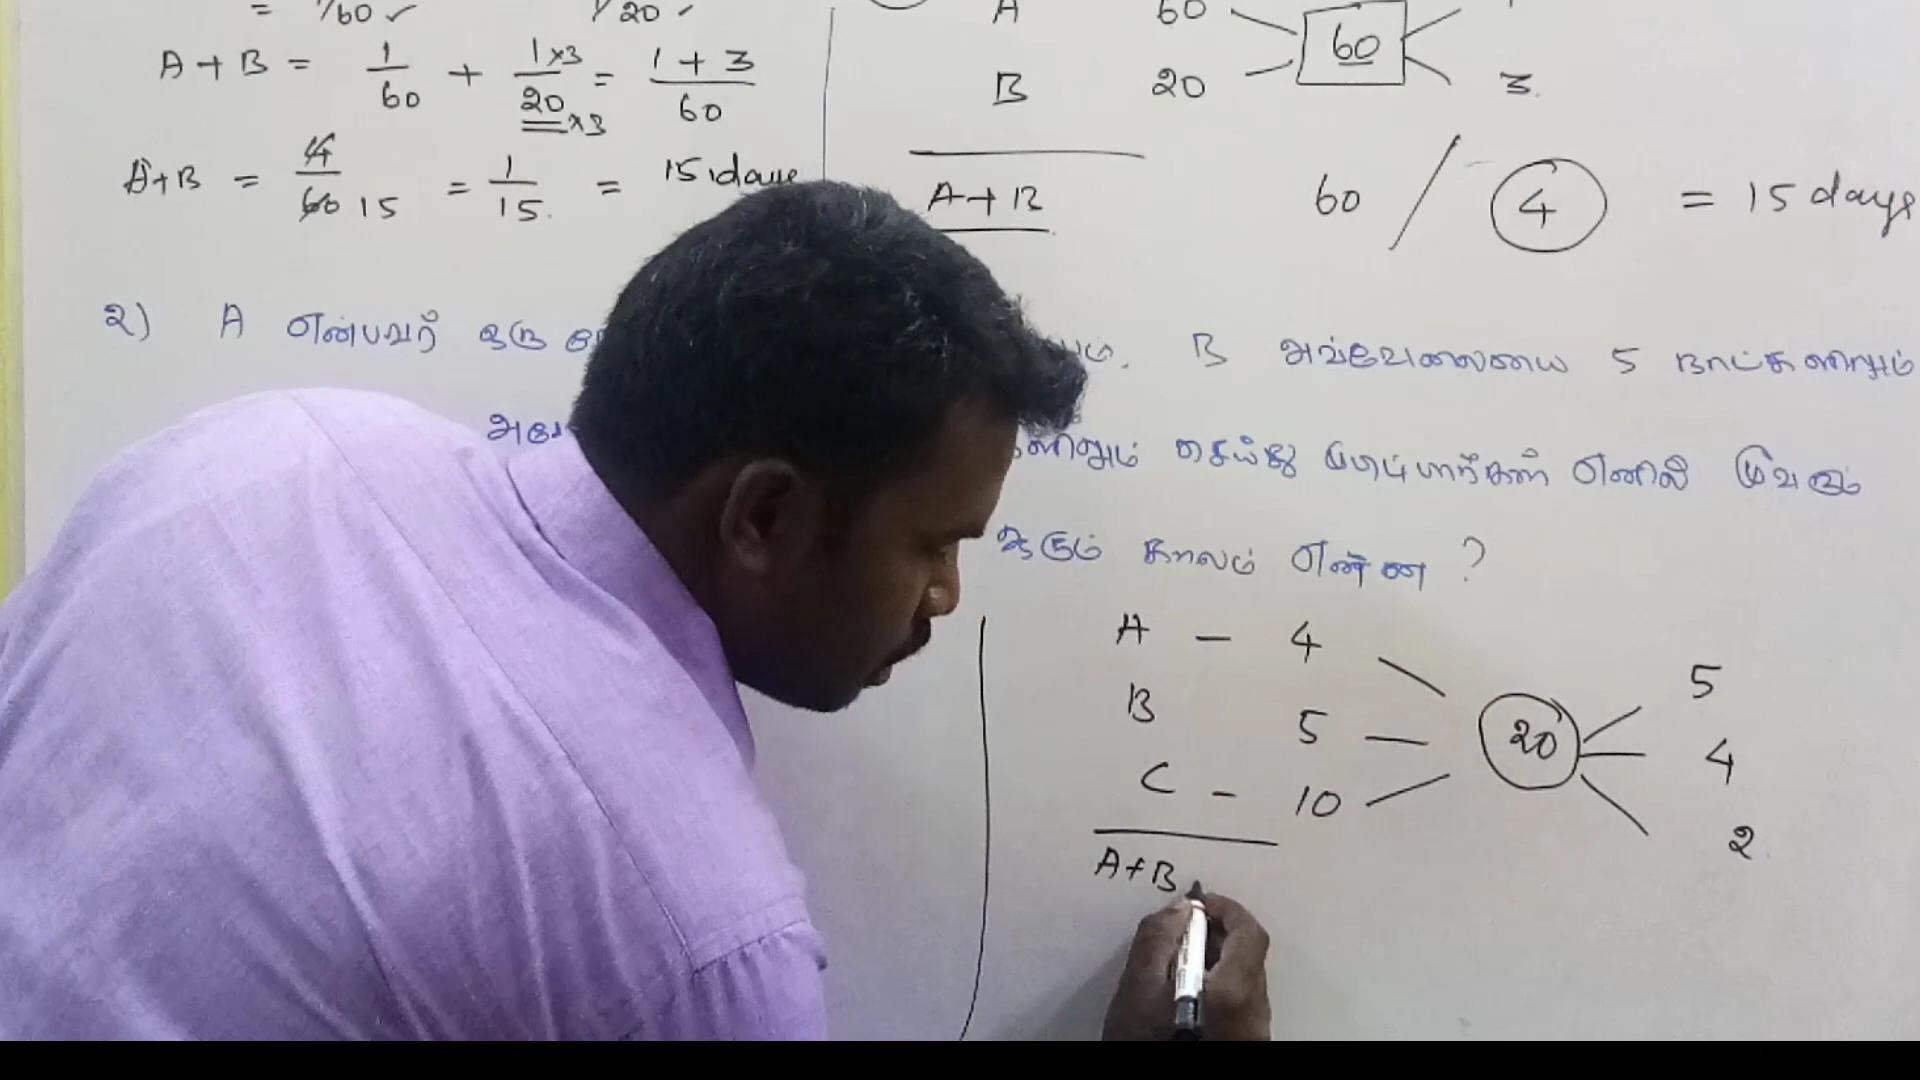 = 1/60 ✓ 1/20 ✓
A + B = 1/60 + 1×3/20×3 = 1 + 3/60
A+B = 4/60 15 = 1/15 = 15 days
A 60
60
B 20 3
A+B 60 / 4 = 15 days
2) A என்பவர் ஒரு B அவ்வேலையை 5 நாட்களிலும்
செய்து முடிப்பார்கள் எனில் மூவரும்
ஆகும் காலம் என்ன ?
A - 4 5
B 5 20 4
C - 10 2
A+B